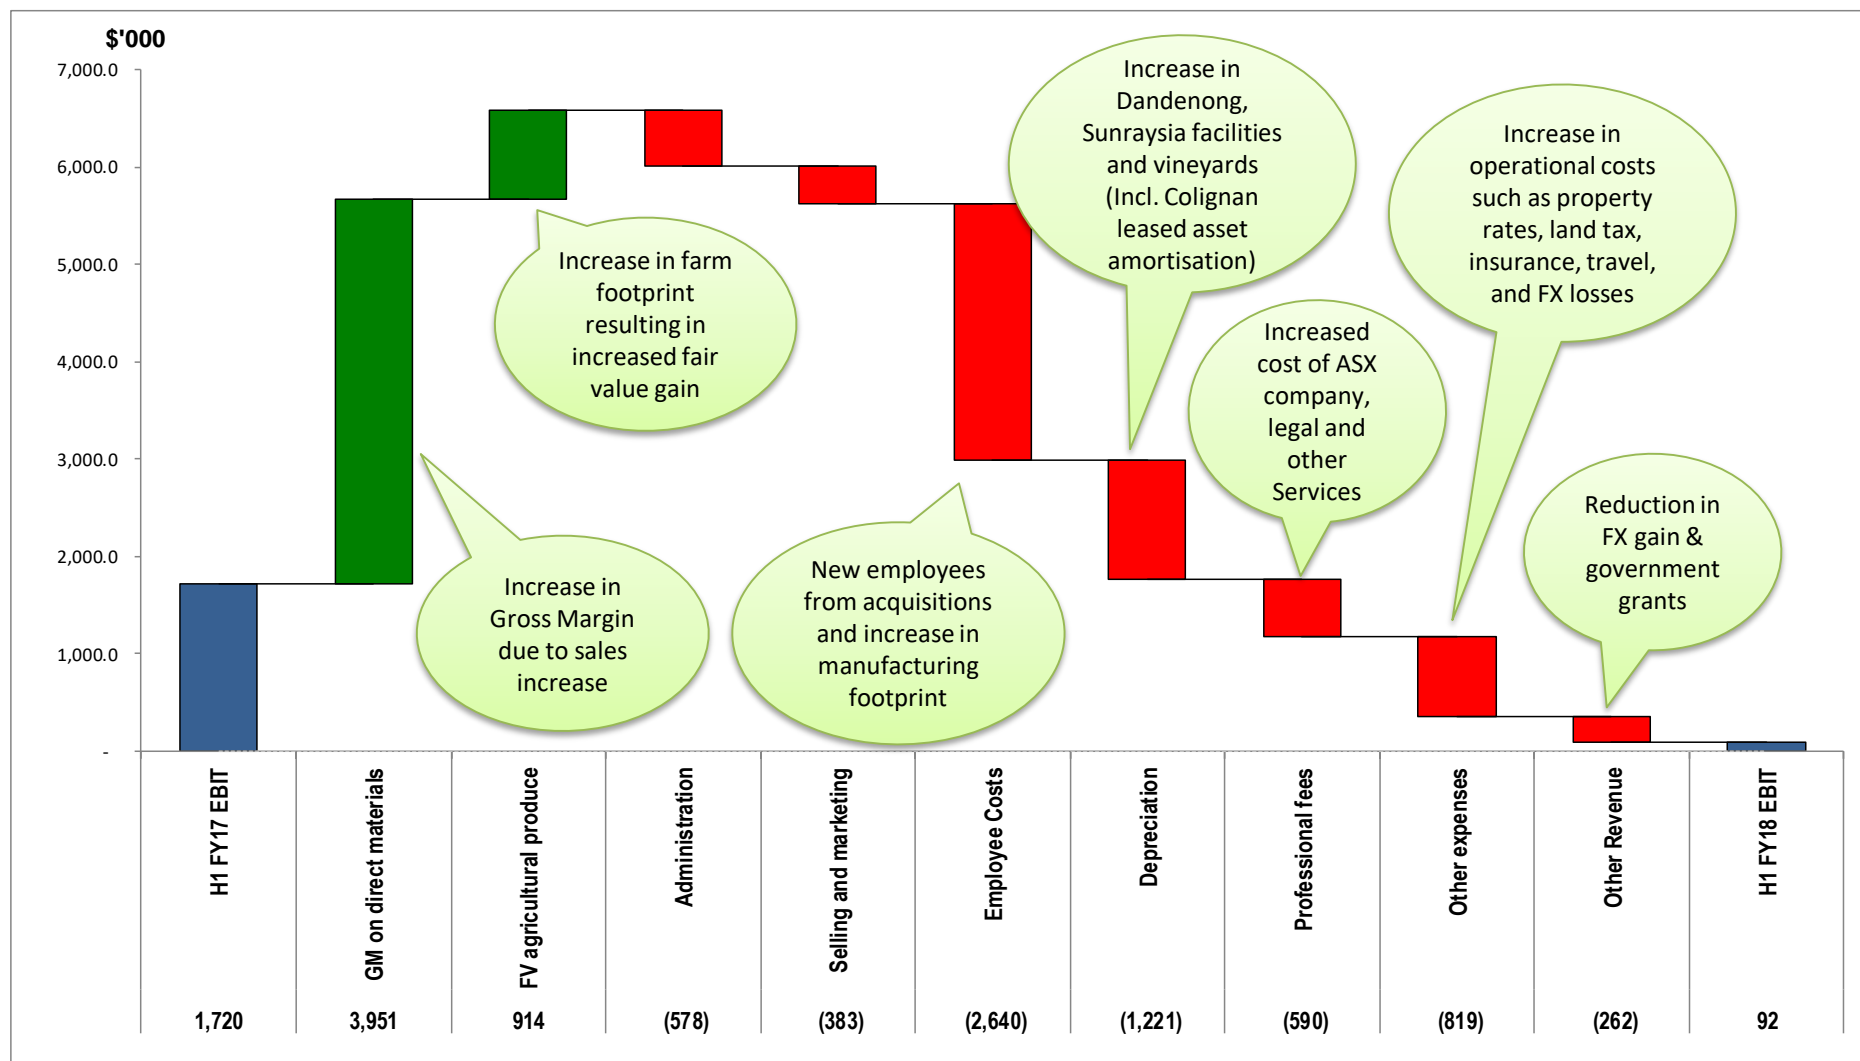 $'000
7,000.0
6,000.0
5,000.0
4,000.0
3,000.0
2,000.0
1,000.0
-
Increase in farm
footprint
resulting in
increased fair
value gain
Increase in
Gross Margin
due to sales
increase
New employees
from acquisitions
and increase in
manufacturing
footprint
Increase in
Dandenong,
Sunraysia facilities
and vineyards
(Incl. Colignan
leased asset
amortisation)
Increased
cost of ASX
company,
legal and
other
Services
Increase in
operational costs
such as property
rates, land tax,
insurance, travel,
and FX losses
Reduction in
FX gain &
government
grants
H1 FY17 EBIT
GM on direct materials
FV agricultural produce
Administration
Selling and marketing
Employee Costs
Depreciation
Professional fees
Other expenses
Other Revenue
H1 FY18 EBIT
1,720
3,951
914
(578)
(383)
(2,640)
(1,221)
(590)
(819)
(262)
92